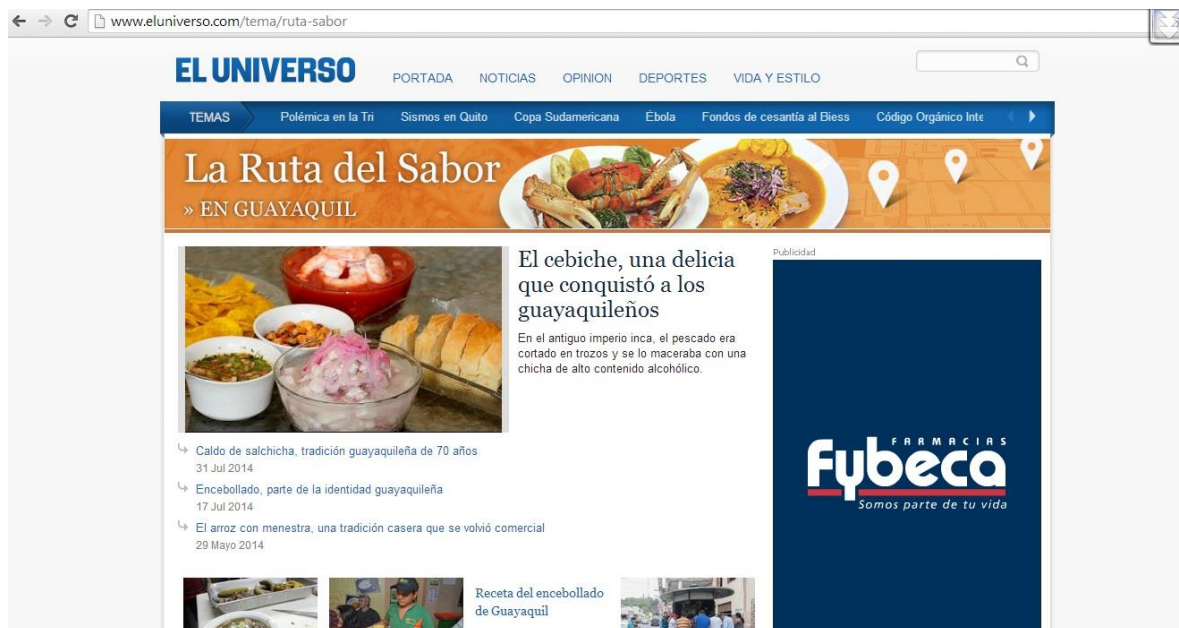 www.eluniverso.com/tema/ruta-sabor
EL UNIVERSO
PORTADA NOTICIAS OPINION DEPORTES VIDA Y ESTILO
TEMAS Polémica en la Tri Sismos en Quito Copa Sudamericana Ébola Fondos de cesantía al Biess Código Orgánico Inte
La Ruta del Sabor
» EN GUAYAQUIL
El cebiche, una delicia
que conquistó a los
guayaquileños
En el antiguo imperio inca, el pescado era
cortado en trozos y se lo maceraba con una
chicha de alto contenido alcohólico.
Caldo de salchicha, tradición guayaquileña de 70 años
31 Jul 2014
Encebollado, parte de la identidad guayaquileña
17 Jul 2014
El arroz con menestra, una tradición casera que se volvió comercial
29 Mayo 2014
Receta del encebollado
de Guayaquil
Publicidad
FARMACIAS
Fybeca
Somos parte de tu vida